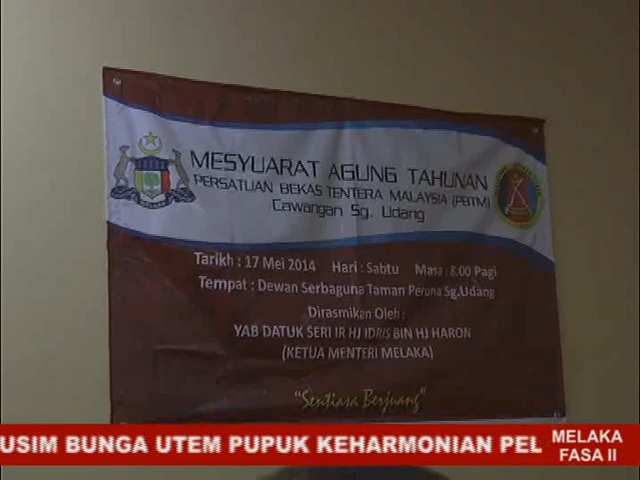 MESYUARAT AGUNG TAHUNAN
PERSATUAN BEKAS TENTERA MALAYSIA (PBTM)
Cawangan Sg. Udang
Tarikh : 17 Mei 2014 Hari : Sabtu Masa : 8.00 Pagi
Tempat : Dewan Serbaguna Taman Peruna Sg.Udang
Dirasmikan Oleh :
YAB DATUK SERI IR HJ IDRIS BIN HJ HARON
(KETUA MENTERI MELAKA)
"Sentiasa Berjuang"
USIM BUNGA UTEM PUPUK KEHARMONIAN PEL
MELAKA
FASA II